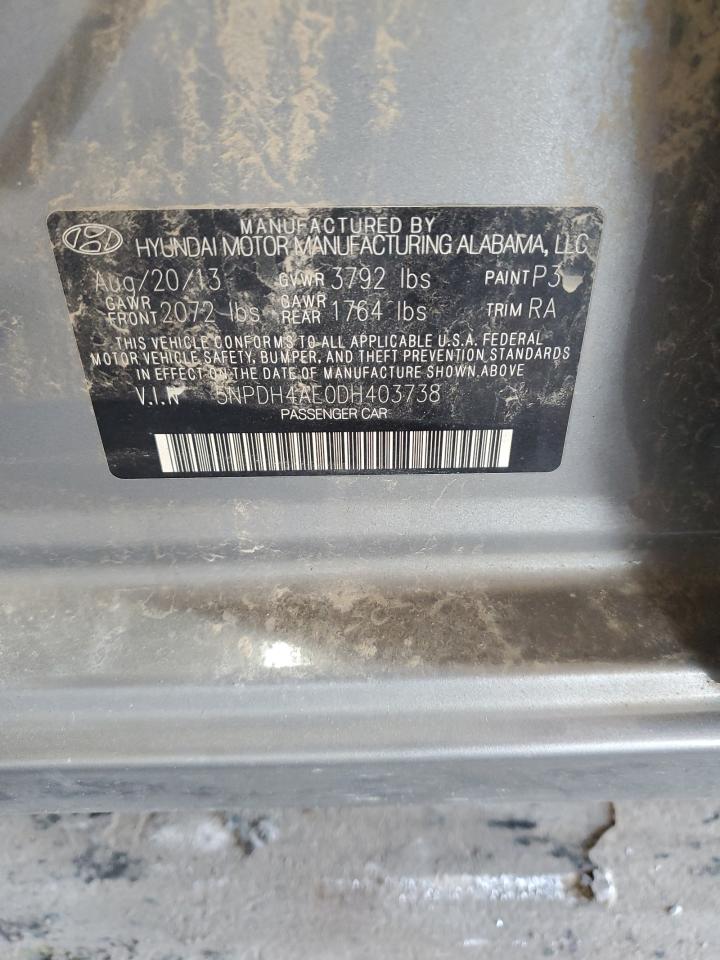 MANUFACTURED BY
HYUNDAI MOTOR MANUFACTURING ALABAMA, LLC
Aug/20/13 GVWR 3792 lbs PAINT
GAWR FRONT 2072 lbs GAWR REAR 1764 lbs TRIM RA
THIS VEHICLE CONFORMS TO ALL APPLICABLE U.S.A. FEDERAL
MOTOR VEHICLE SAFETY, BUMPER, AND THEFT PREVENTION STANDARDS
IN EFFECT ON THE DATE OF MANUFACTURE SHOWN ABOVE
V.I.N 5NPDH4AE0DH403738
PASSENGER CAR